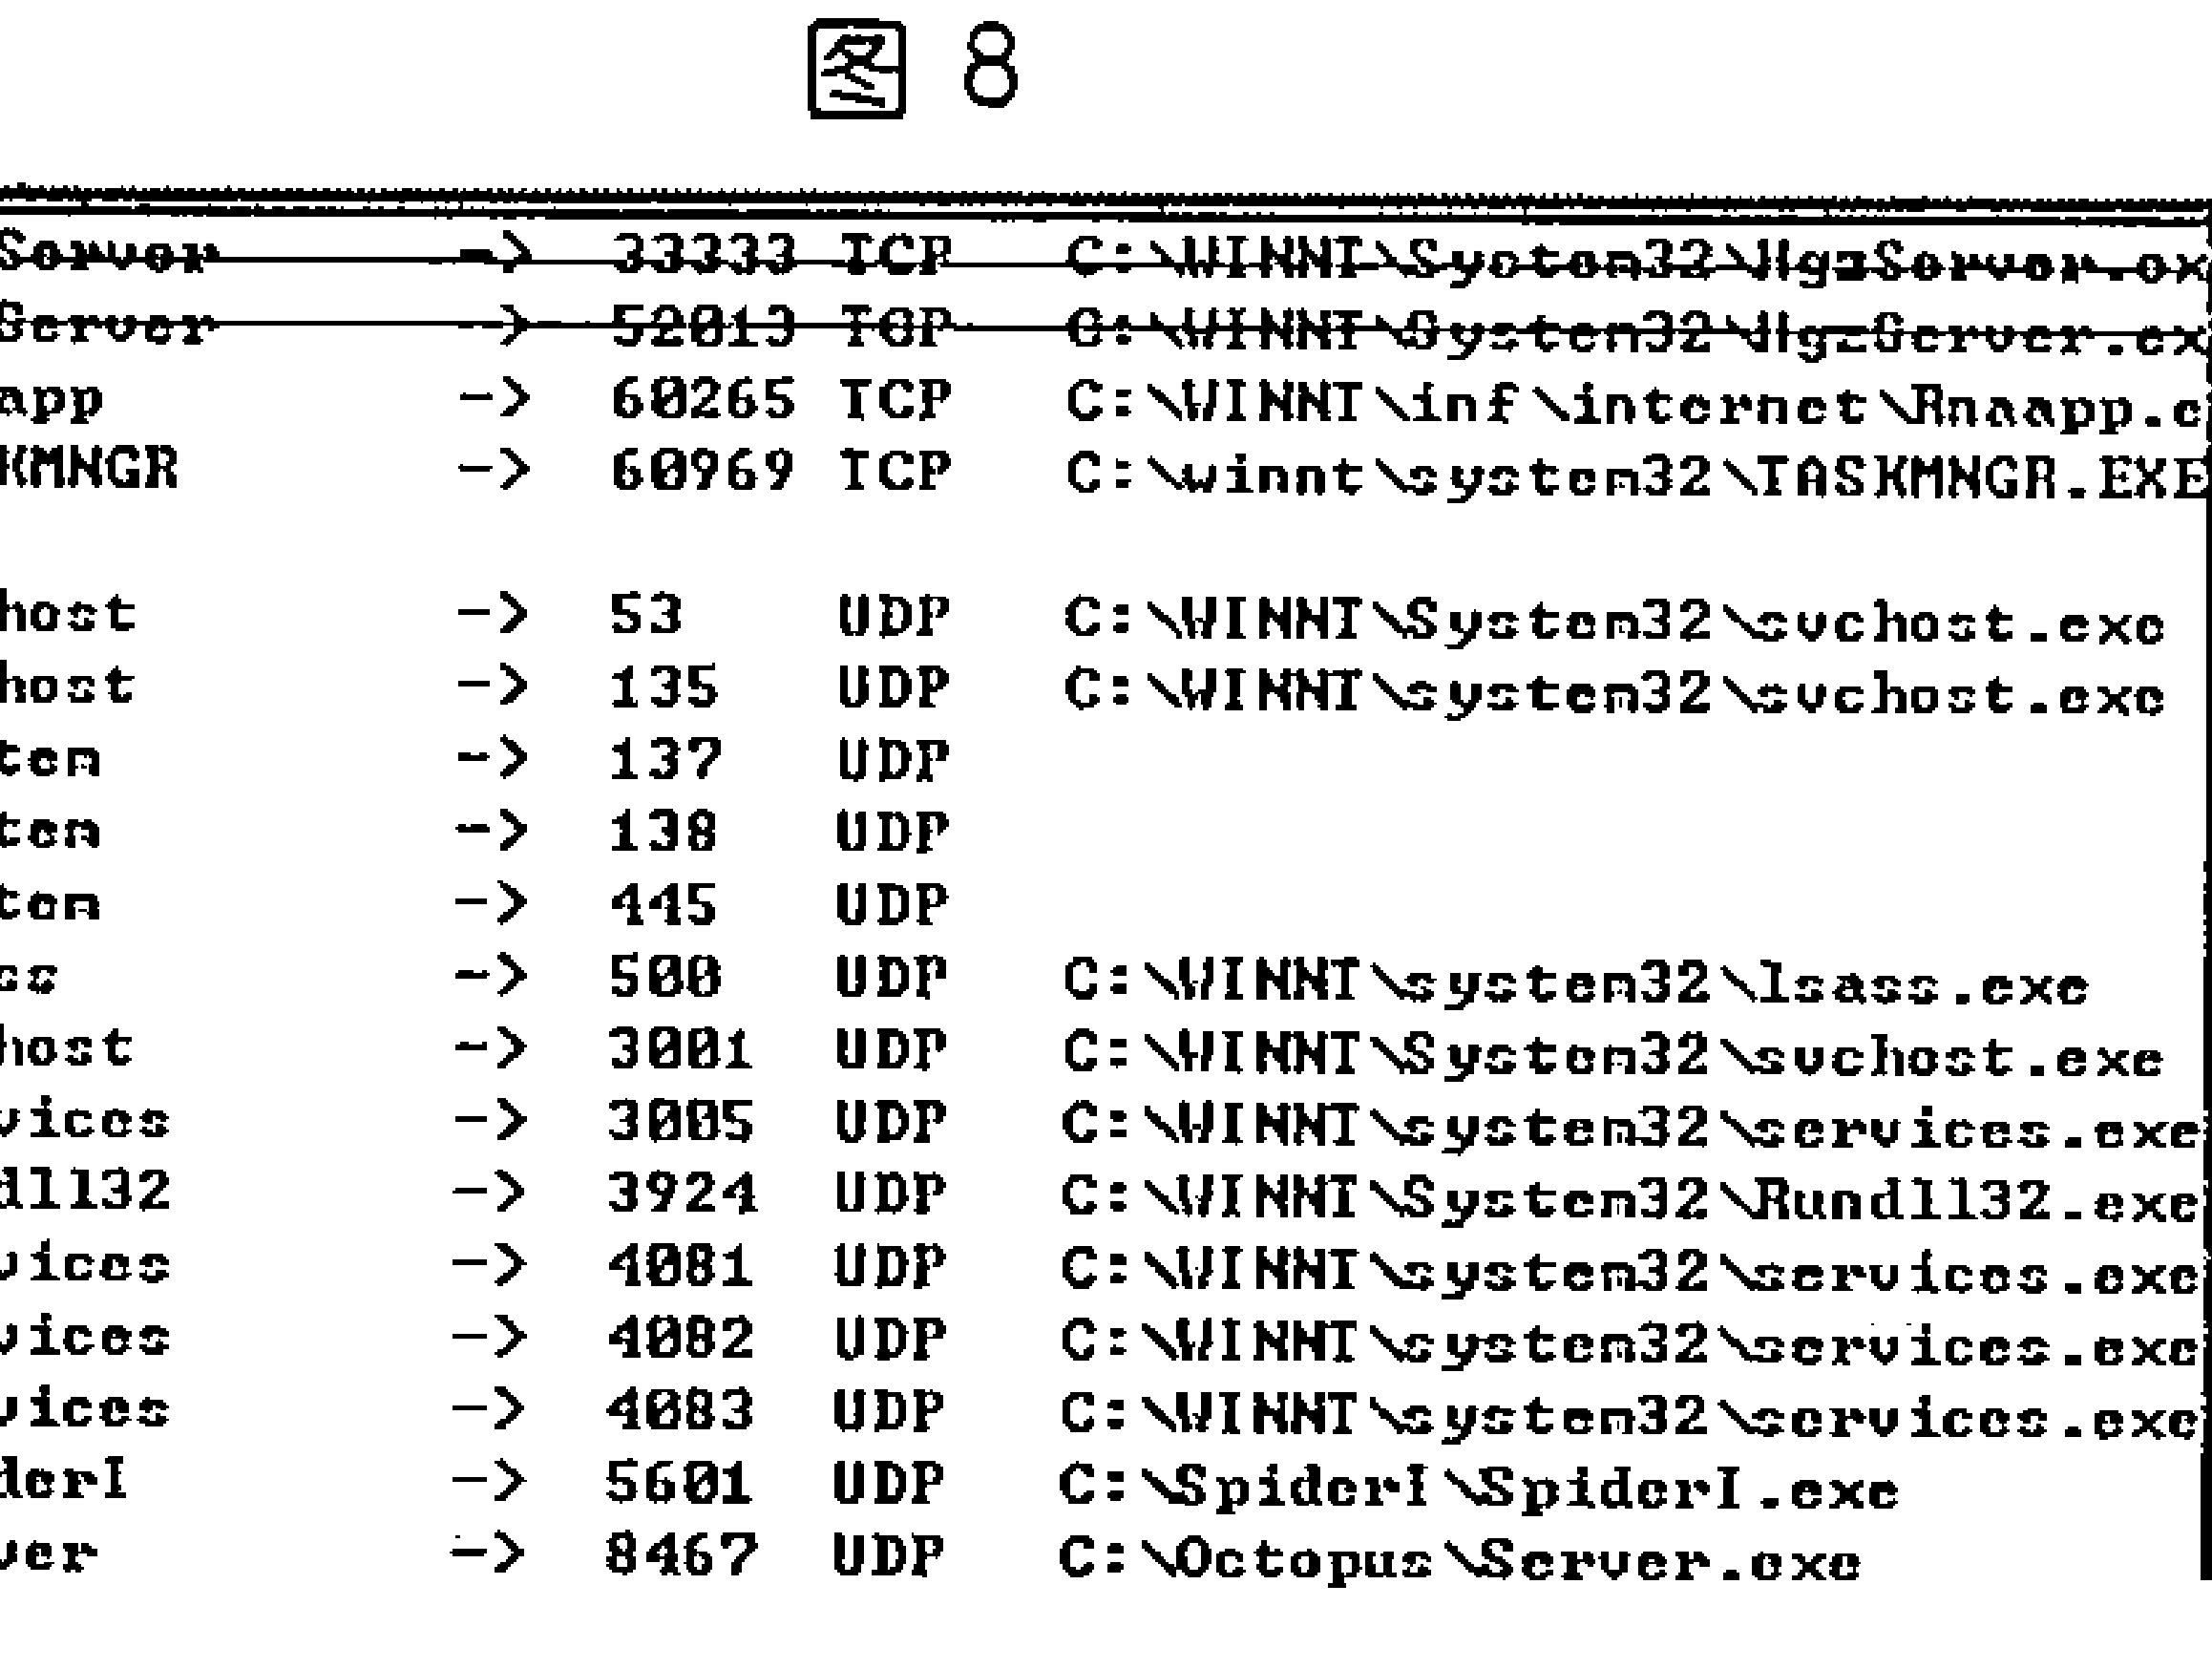 图 8
Server -> 33333 TCP C:\WINNT\System32\HgzServer.ex
Server -> 52013 TCP C:\WINNT\System32\HgzServer.ex
app -> 60265 TCP C:\WINNT\inf\internet\Rnaapp.e
KMNGR -> 60969 TCP C:\winnt\system32\TASKMNGR.EXE
host -> 53 UDP C:\WINNT\System32\svchost.exe
host -> 135 UDP C:\WINNT\system32\svchost.exe
tem -> 137 UDP
tem -> 138 UDP
tem -> 445 UDP
ss -> 500 UDP C:\WINNT\system32\lsass.exe
host -> 3001 UDP C:\WINNT\System32\svchost.exe
vices -> 3005 UDP C:\WINNT\system32\services.exe
dll32 -> 3924 UDP C:\WINNT\System32\Rundll32.exe
vices -> 4081 UDP C:\WINNT\system32\services.exe
vices -> 4082 UDP C:\WINNT\system32\services.exe
vices -> 4083 UDP C:\WINNT\system32\services.exe
derI -> 5601 UDP C:\SpiderI\SpiderI.exe
ver -> 8467 UDP C:\Octopus\Server.exe